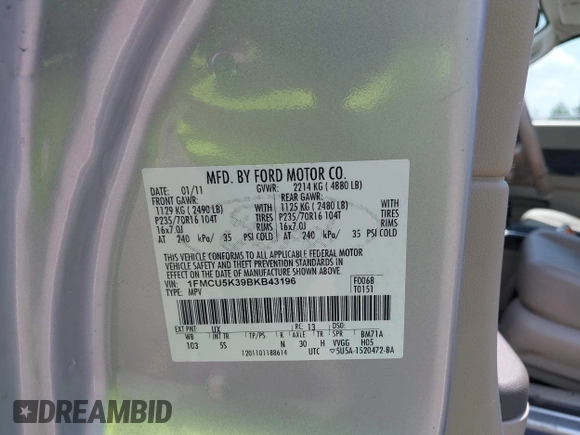 MFD. BY FORD MOTOR CO.
DATE: 01/11 GVWR: 2214 KG ( 4880 LB)
FRONT GAWR: REAR GAWR:
1129 KG ( 2490 LB) 1125 KG ( 2480 LB)
P235/70R16 104T TIRES P235/70R16 104T TIRES
16x7.0J RIMS 16x7.0J RIMS
AT 240 kPa/ 35 PSI COLD AT 240 kPa/ 35 PSI COLD
THIS VEHICLE CONFORMS TO ALL APPLICABLE FEDERAL MOTOR
VEHICLE SAFETY AND THEFT PREVENTION STANDARDS IN EFFECT ON
THE DATE OF MANUFACTURE SHOWN ABOVE.
VIN: 1FMCU5K39BKB43196 F0068
TYPE: MPV T0151
EXT PNT: UX RC: 13 DSO:
WB INT TR TP/PS R AXLE TR SPR BM71A
103 5S N 30 H VVGG H05
1201101188614 UTC ▽5U5A-1520472-BA
DREAMBID